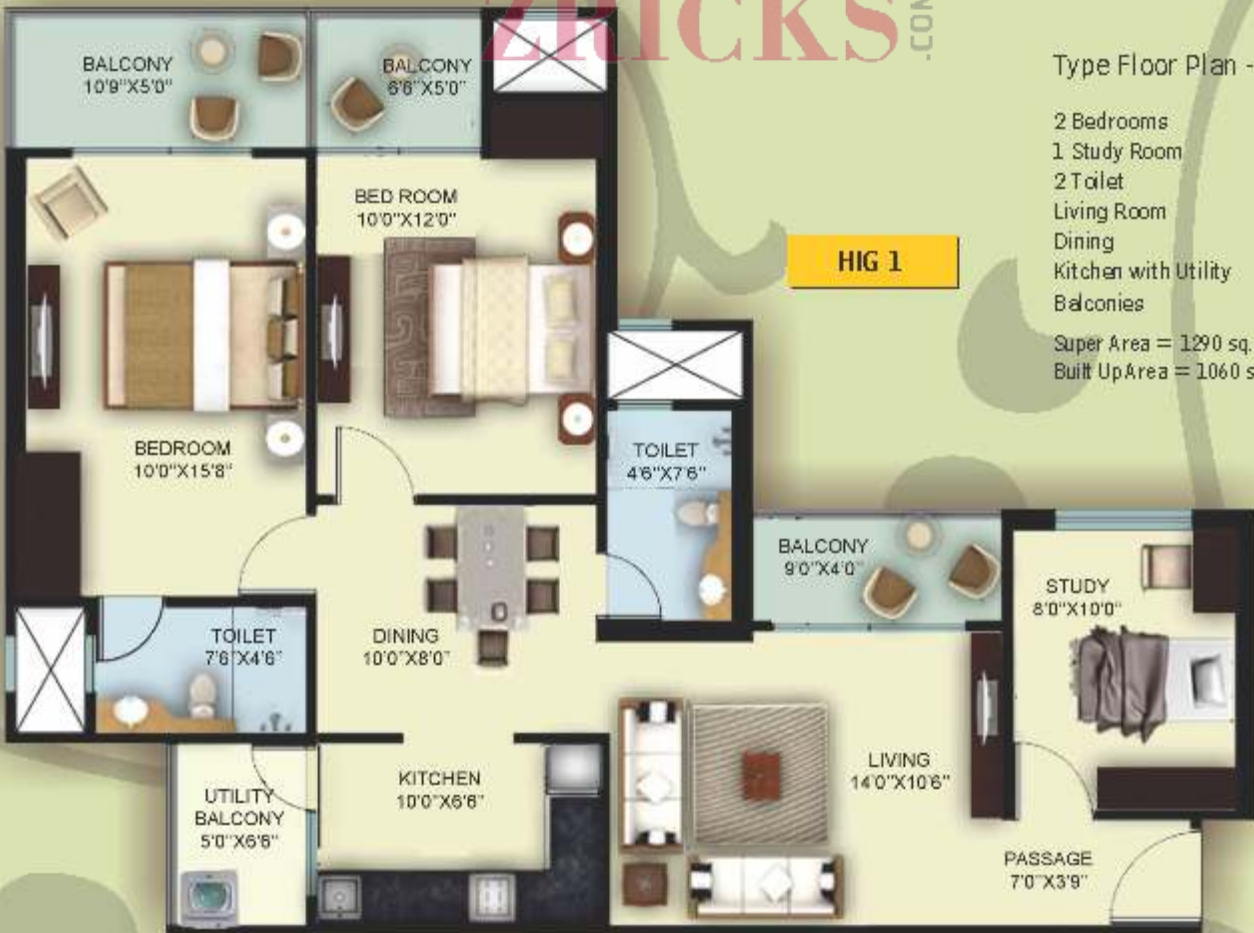 ZRICKS
.COM
Type Floor Plan -
2 Bedrooms
1 Study Room
2 Toilet
Living Room
Dining
Kitchen with Utility
Balconies
Super Area = 1290 sq.
Built Up Area = 1060 s
HIG 1
BALCONY
10'9"X5'0"
BALCONY
6'6"X5'0"
BED ROOM
10'0"X12'0"
BEDROOM
10'0"X15'8"
TOILET
4'6"X7'6"
BALCONY
9'0"X4'0"
STUDY
8'0"X10'0"
TOILET
7'6"X4'6"
DINING
10'0"X8'0"
LIVING
14'0"X10'6"
KITCHEN
10'0"X6'6"
UTILITY
BALCONY
5'0"X6'6"
PASSAGE
7'0"X3'9"